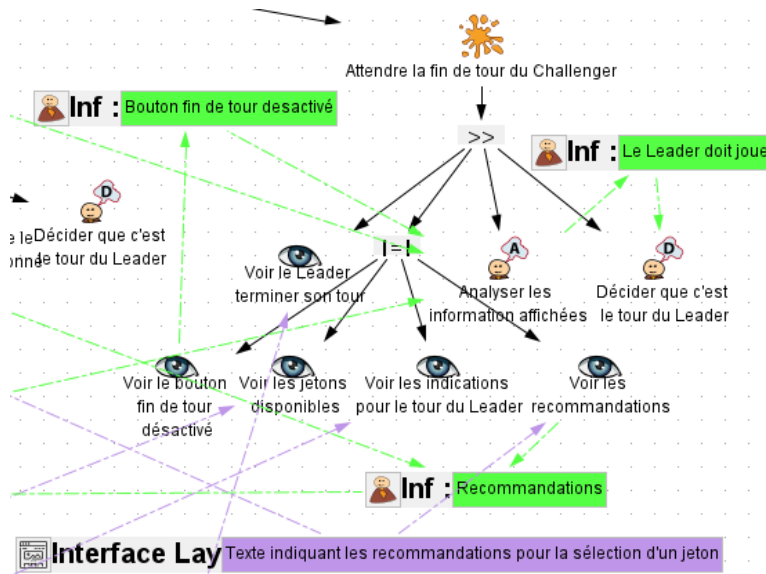 Attendre la fin de tour du Challenger
Inf : Bouton fin de tour desactivé
>>
Inf : Le Leader doit joue
D
e le
onne
Décider que c'est
le tour du Leader
Voir le Leader
terminer son tour
I = I
A
Analyser les
information affichées
D
Décider que c'est
le tour du Leader
Voir le bouton
fin de tour
désactivé
Voir les jetons
disponibles
Voir les indications
pour le tour du Leader
Voir les
recommandations
Inf : Recommandations
Interface Lay Texte indiquant les recommandations pour la sélection d'un jeton